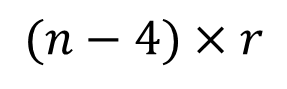 (n − 4) × r